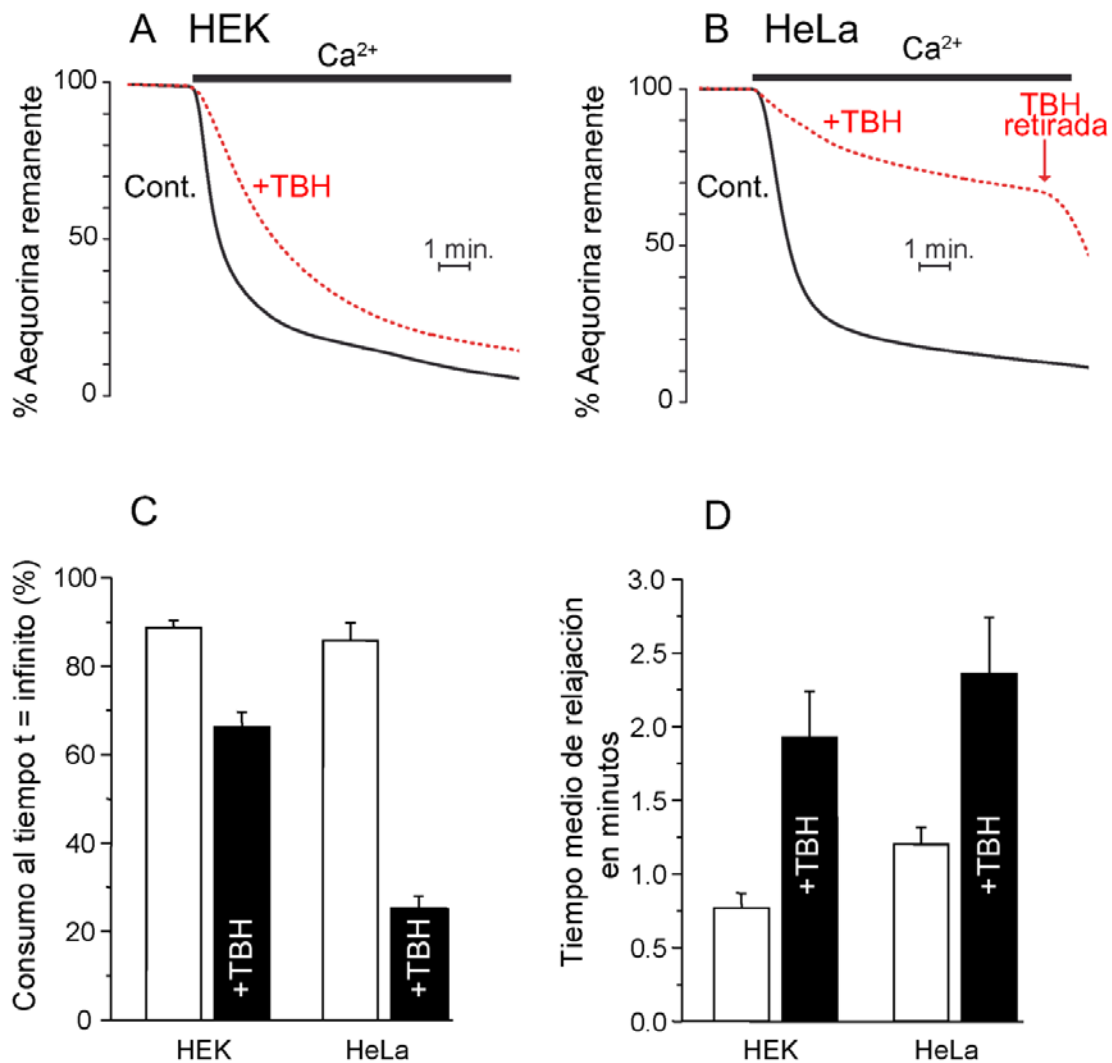 A HEK
Ca²⁺
100
50
0
% Aequorina remanente
Cont.
+TBH
1 min.
B HeLa
Ca²⁺
100
50
0
% Aequorina remanente
Cont.
+TBH
TBH
retirada
1 min.
C
100
80
60
40
20
0
Consumo al tiempo t = infinito (%)
+TBH
+TBH
HEK
HeLa
D
3.0
2.5
2.0
1.5
1.0
0.5
0.0
Tiempo medio de relajación
en minutos
+TBH
+TBH
HEK
HeLa